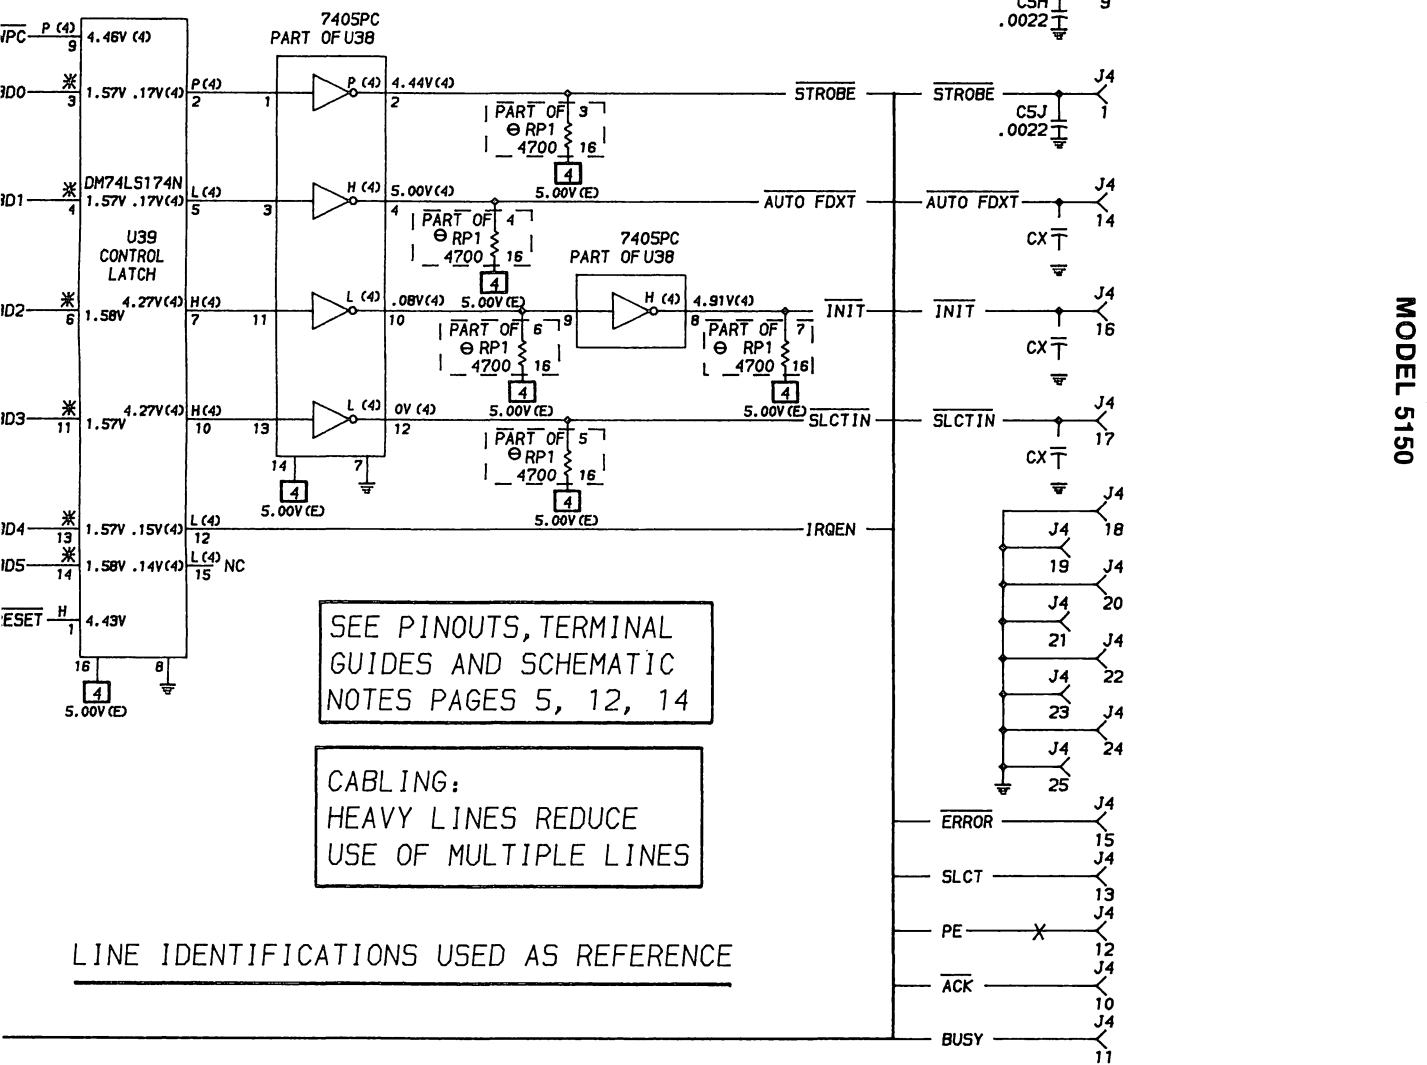 C5H 9
.0022
7405PC
PART OF U38
P (4)
9
4.46V (4)
3
1.57V .17V(4)
P(4)
2
1
P (4)
4.44V(4)
2
STROBE
STROBE
J4
1
C5J
.0022
PART OF 3
RP1
4700 16
4
5.00V(E)
DM74LS174N
4
1.57V .17V(4)
L(4)
5
3
H (4)
5.00V(4)
4
AUTO FDXT
AUTO FDXT
J4
14
CX
PART OF 4
RP1
4700 16
4
5.00V(E)
U39
CONTROL
LATCH
7405PC
PART OF U38
6
1.58V
4.27V(4)
H(4)
7
11
L (4)
.08V(4)
10
9
H (4)
4.91V(4)
8
INIT
INIT
J4
16
CX
PART OF 6
RP1
4700 16
4
5.00V(E)
PART OF 7
RP1
4700 16
4
5.00V(E)
11
1.57V
4.27V(4)
H(4)
10
13
L (4)
0V (4)
12
SLCTIN
SLCTIN
J4
17
CX
PART OF 5
RP1
4700 16
4
5.00V(E)
14
7
4
5.00V(E)
13
1.57V .15V(4)
L(4)
12
IRQEN
14
1.58V .14V(4)
L(4)
15
NC
H
1
4.43V
16
8
4
5.00V(E)
J4
18
J4
19
J4
20
J4
21
J4
22
J4
23
J4
24
J4
25
SEE PINOUTS, TERMINAL
GUIDES AND SCHEMATIC
NOTES PAGES 5, 12, 14
CABLING:
HEAVY LINES REDUCE
USE OF MULTIPLE LINES
LINE IDENTIFICATIONS USED AS REFERENCE
ERROR
J4
15
SLCT
J4
13
PE
X
J4
12
ACK
J4
10
BUSY
J4
11
MODEL 5150